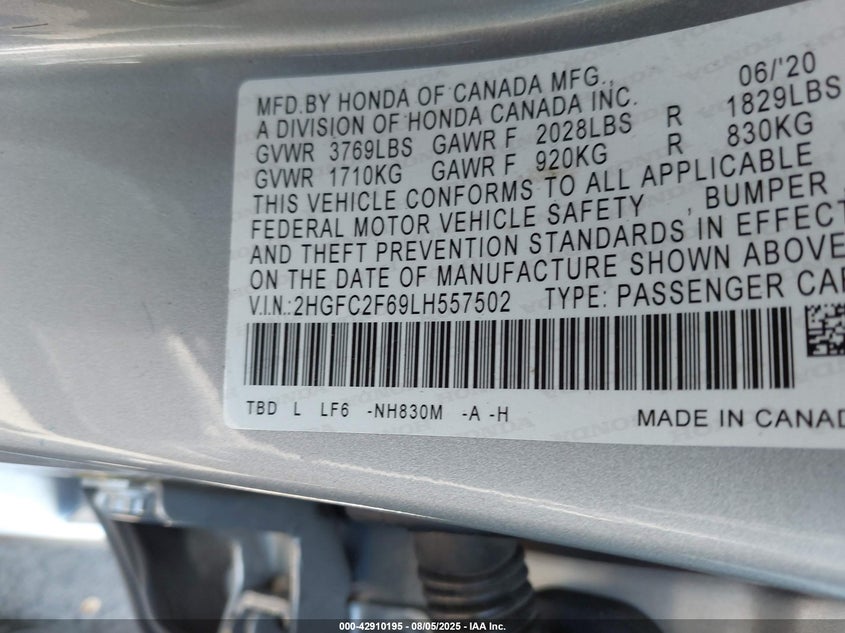 MFD.BY HONDA OF CANADA MFG., 06/'20
A DIVISION OF HONDA CANADA INC.
GVWR 3769LBS GAWR F 2028LBS R 1829LBS
GVWR 1710KG GAWR F 920KG R 830KG
THIS VEHICLE CONFORMS TO ALL APPLICABLE
FEDERAL MOTOR VEHICLE SAFETY , BUMPER ,
AND THEFT PREVENTION STANDARDS IN EFFECT
ON THE DATE OF MANUFACTURE SHOWN ABOVE
V.I.N.:2HGFC2F69LH557502 TYPE: PASSENGER CAR
TBD L LF6 -NH830M -A -H MADE IN CANAD
000-42910195 - 08/05/2025 - IAA Inc.